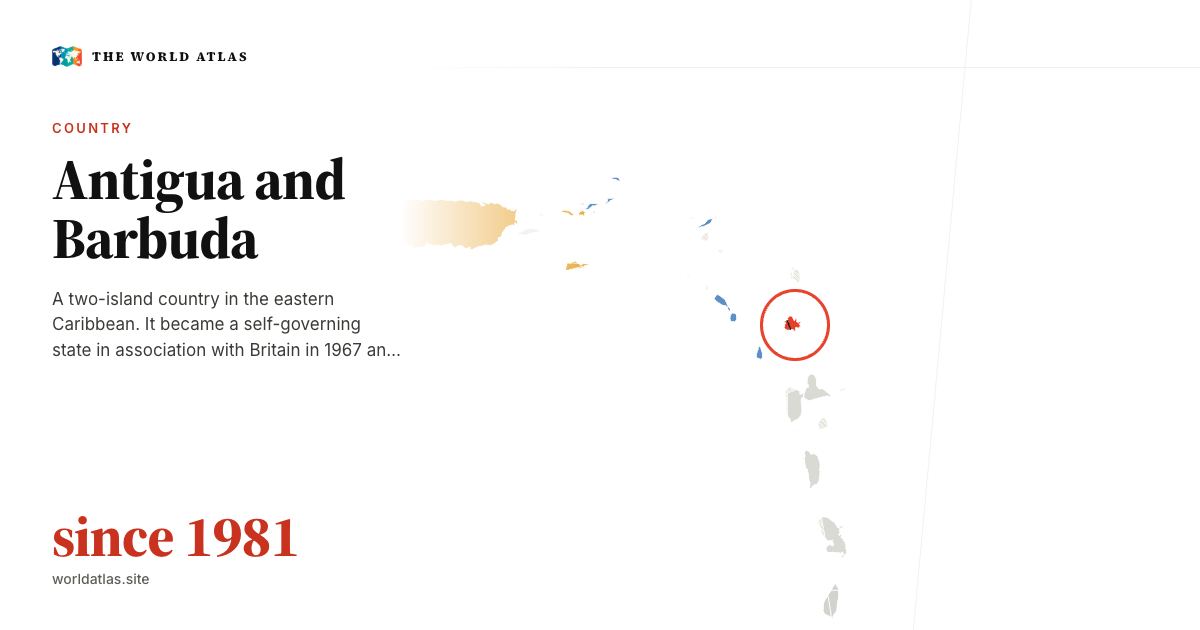 THE WORLD ATLAS
COUNTRY
Antigua and
Barbuda
A two-island country in the eastern
Caribbean. It became a self-governing
state in association with Britain in 1967 an…
since 1981
worldatlas.site